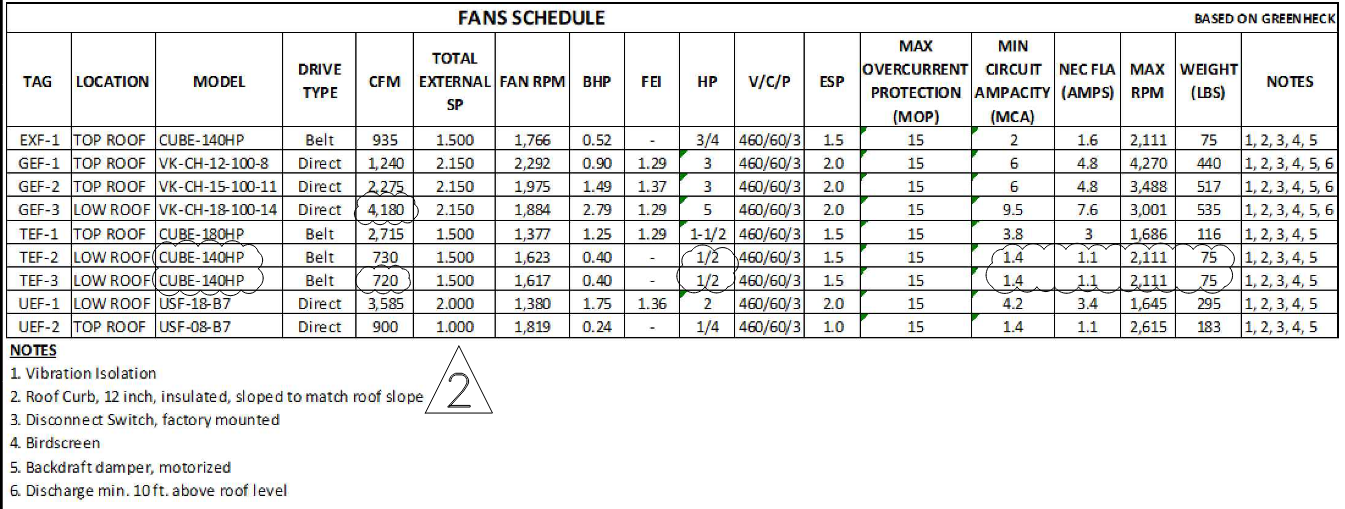 FANS SCHEDULE BASED ON GREENHECK
TAG LOCATION MODEL DRIVE TYPE CFM TOTAL EXTERNAL SP FAN RPM BHP FEI HP V/C/P ESP MAX OVERCURRENT PROTECTION (MOP) MIN CIRCUIT AMPACITY (MCA) NEC FLA (AMPS) MAX RPM WEIGHT (LBS) NOTES
EXF-1 TOP ROOF CUBE-140HP Belt 935 1.500 1,766 0.52 - 3/4 460/60/3 1.5 15 2 1.6 2,111 75 1, 2, 3, 4, 5
GEF-1 TOP ROOF VK-CH-12-100-8 Direct 1,240 2.150 2,292 0.90 1.29 3 460/60/3 2.0 15 6 4.8 4,270 440 1, 2, 3, 4, 5, 6
GEF-2 TOP ROOF VK-CH-15-100-11 Direct 2,275 2.150 1,975 1.49 1.37 3 460/60/3 2.0 15 6 4.8 3,488 517 1, 2, 3, 4, 5, 6
GEF-3 LOW ROOF VK-CH-18-100-14 Direct 4,180 2.150 1,884 2.79 1.29 5 460/60/3 2.0 15 9.5 7.6 3,001 535 1, 2, 3, 4, 5, 6
TEF-1 TOP ROOF CUBE-180HP Belt 2,715 1.500 1,377 1.25 1.29 1-1/2 460/60/3 1.5 15 3.8 3 1,686 116 1, 2, 3, 4, 5
TEF-2 LOW ROOF CUBE-140HP Belt 730 1.500 1,623 0.40 - 1/2 460/60/3 1.5 15 1.4 1.1 2,111 75 1, 2, 3, 4, 5
TEF-3 LOW ROOF CUBE-140HP Belt 720 1.500 1,617 0.40 - 1/2 460/60/3 1.5 15 1.4 1.1 2,111 75 1, 2, 3, 4, 5
UEF-1 LOW ROOF USF-18-B7 Direct 3,585 2.000 1,380 1.75 1.36 2 460/60/3 2.0 15 4.2 3.4 1,645 295 1, 2, 3, 4, 5
UEF-2 TOP ROOF USF-08-B7 Direct 900 1.000 1,819 0.24 - 1/4 460/60/3 1.0 15 1.4 1.1 2,615 183 1, 2, 3, 4, 5
NOTES
1. Vibration Isolation
2. Roof Curb, 12 inch, insulated, sloped to match roof slope
2
3. Disconnect Switch, factory mounted
4. Birdscreen
5. Backdraft damper, motorized
6. Discharge min. 10 ft. above roof level